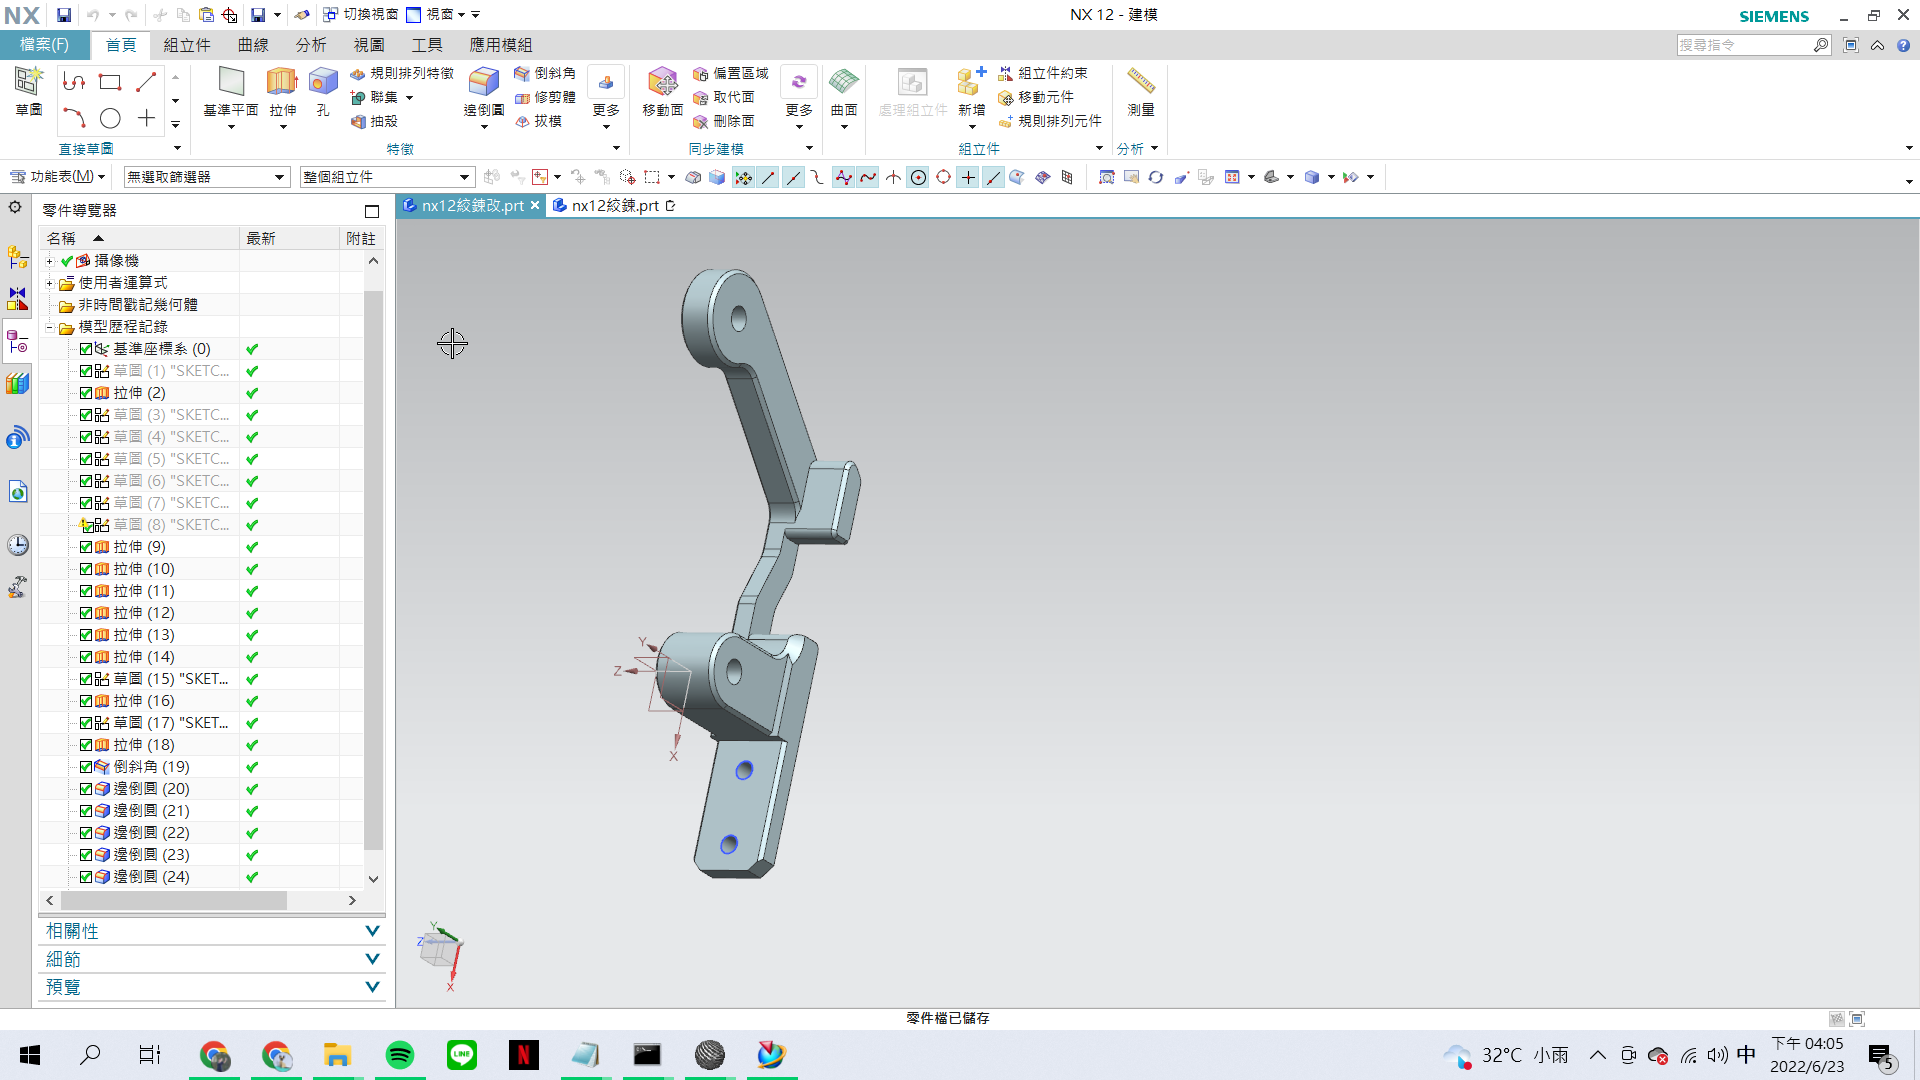 NX
切換視窗
視窗
NX 12 - 建模
SIEMENS
檔案(F)
首頁
組立件
曲線
分析
視圖
工具
應用模組
搜尋指令
草圖
直接草圖
基準平面
拉伸
孔
規則排列特徵
聯集
抽殼
邊倒圓
倒斜角
修剪體
拔模
更多
特徵
移動面
偏置區域
取代面
刪除面
更多
同步建模
曲面
處理組立件
新增
組立件約束
移動元件
規則排列元件
組立件
測量
分析
功能表(M)
無選取篩選器
整個組立件
零件導覽器
nx12絞鍊改.prt
nx12絞鍊.prt
名稱
最新
附註
攝像機
使用者運算式
非時間戳記幾何體
模型歷程記錄
基準座標系 (0)
草圖 (1) "SKETC...
拉伸 (2)
草圖 (3) "SKETC...
草圖 (4) "SKETC...
草圖 (5) "SKETC...
草圖 (6) "SKETC...
草圖 (7) "SKETC...
草圖 (8) "SKETC...
拉伸 (9)
拉伸 (10)
拉伸 (11)
拉伸 (12)
拉伸 (13)
拉伸 (14)
草圖 (15) "SKET...
拉伸 (16)
草圖 (17) "SKET...
拉伸 (18)
倒斜角 (19)
邊倒圓 (20)
邊倒圓 (21)
邊倒圓 (22)
邊倒圓 (23)
邊倒圓 (24)
相關性
細節
預覽
Y
Z
X
Y
Z
X
零件檔已儲存
LINE
N
32°C 小雨
中
下午 04:05
2022/6/23
5